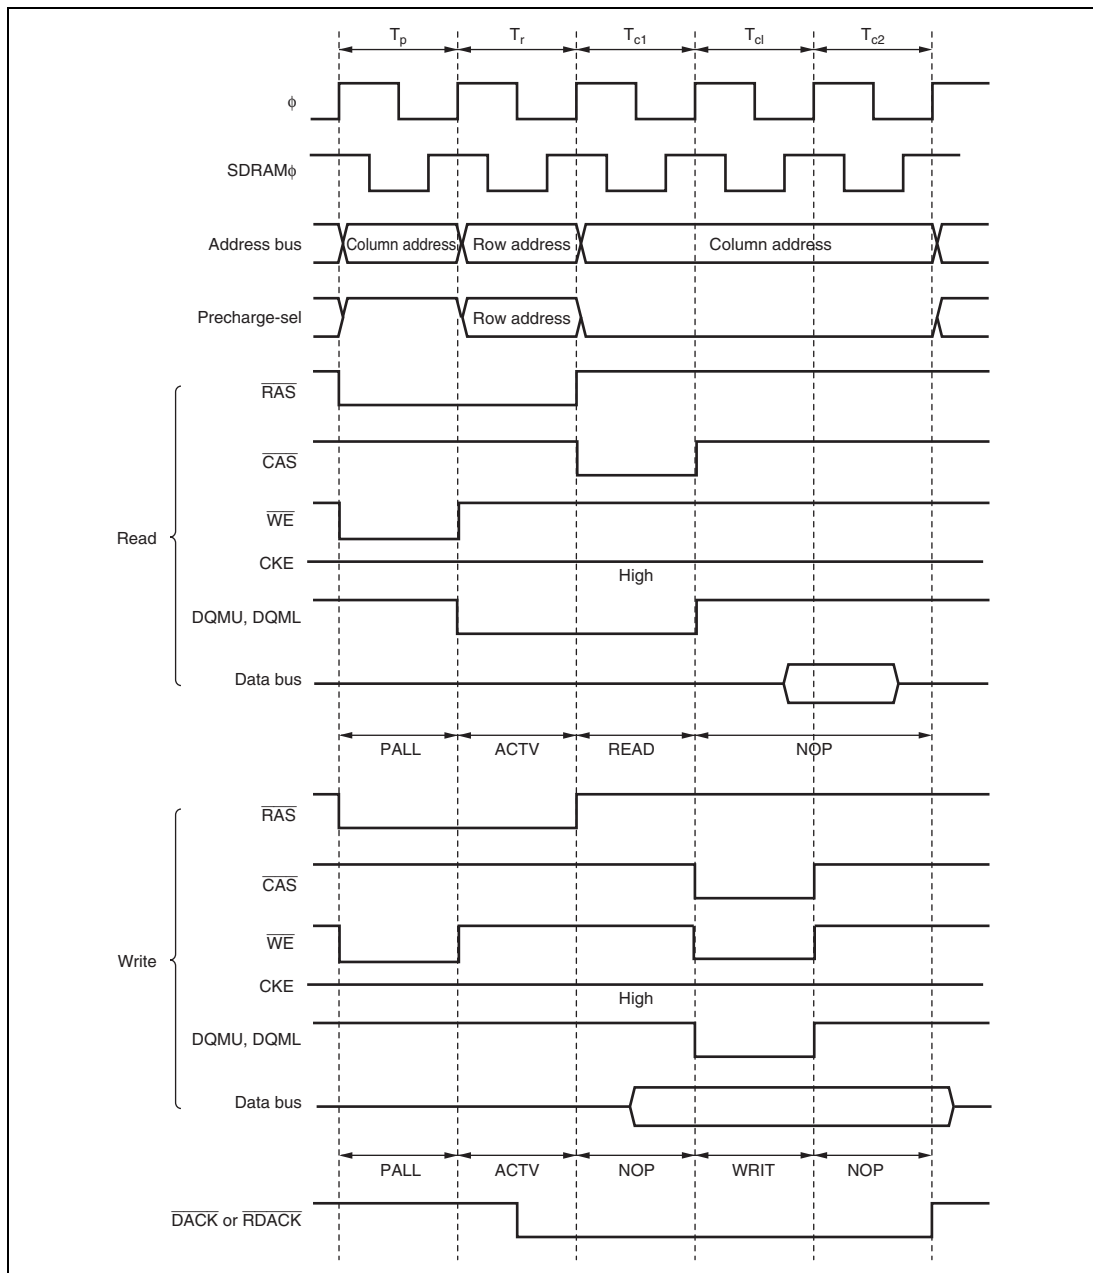 Tp Tr Tc1 Tcl Tc2
ϕ
SDRAMϕ
Address bus Column address Row address Column address
Precharge-sel Row address
RAS
CAS
WE
Read
CKE
High
DQMU, DQML
Data bus
PALL ACTV READ NOP
RAS
CAS
WE
Write
CKE
High
DQMU, DQML
Data bus
PALL ACTV NOP WRIT NOP
DACK or RDACK